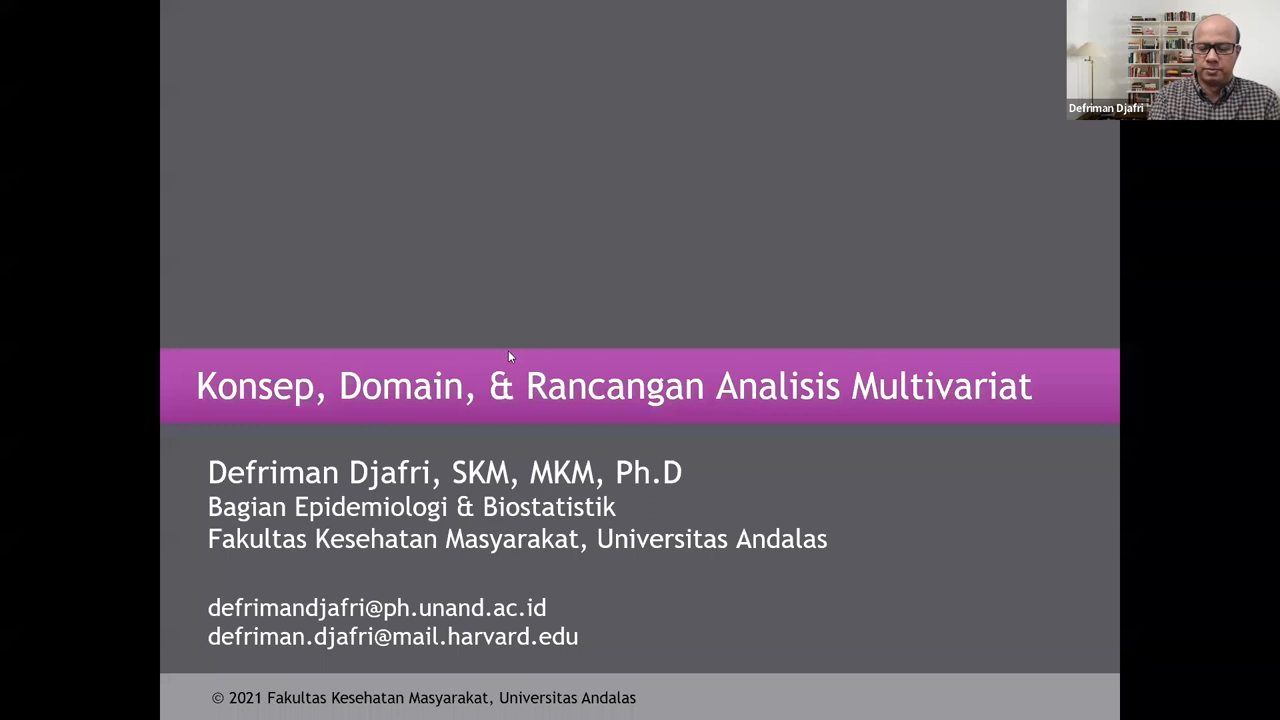 Defriman Djafri
Konsep, Domain, & Rancangan Analisis Multivariat
Defriman Djafri, SKM, MKM, Ph.D
Bagian Epidemiologi & Biostatistik
Fakultas Kesehatan Masyarakat, Universitas Andalas
defrimandjafri@ph.unand.ac.id
defriman.djafri@mail.harvard.edu
© 2021 Fakultas Kesehatan Masyarakat, Universitas Andalas